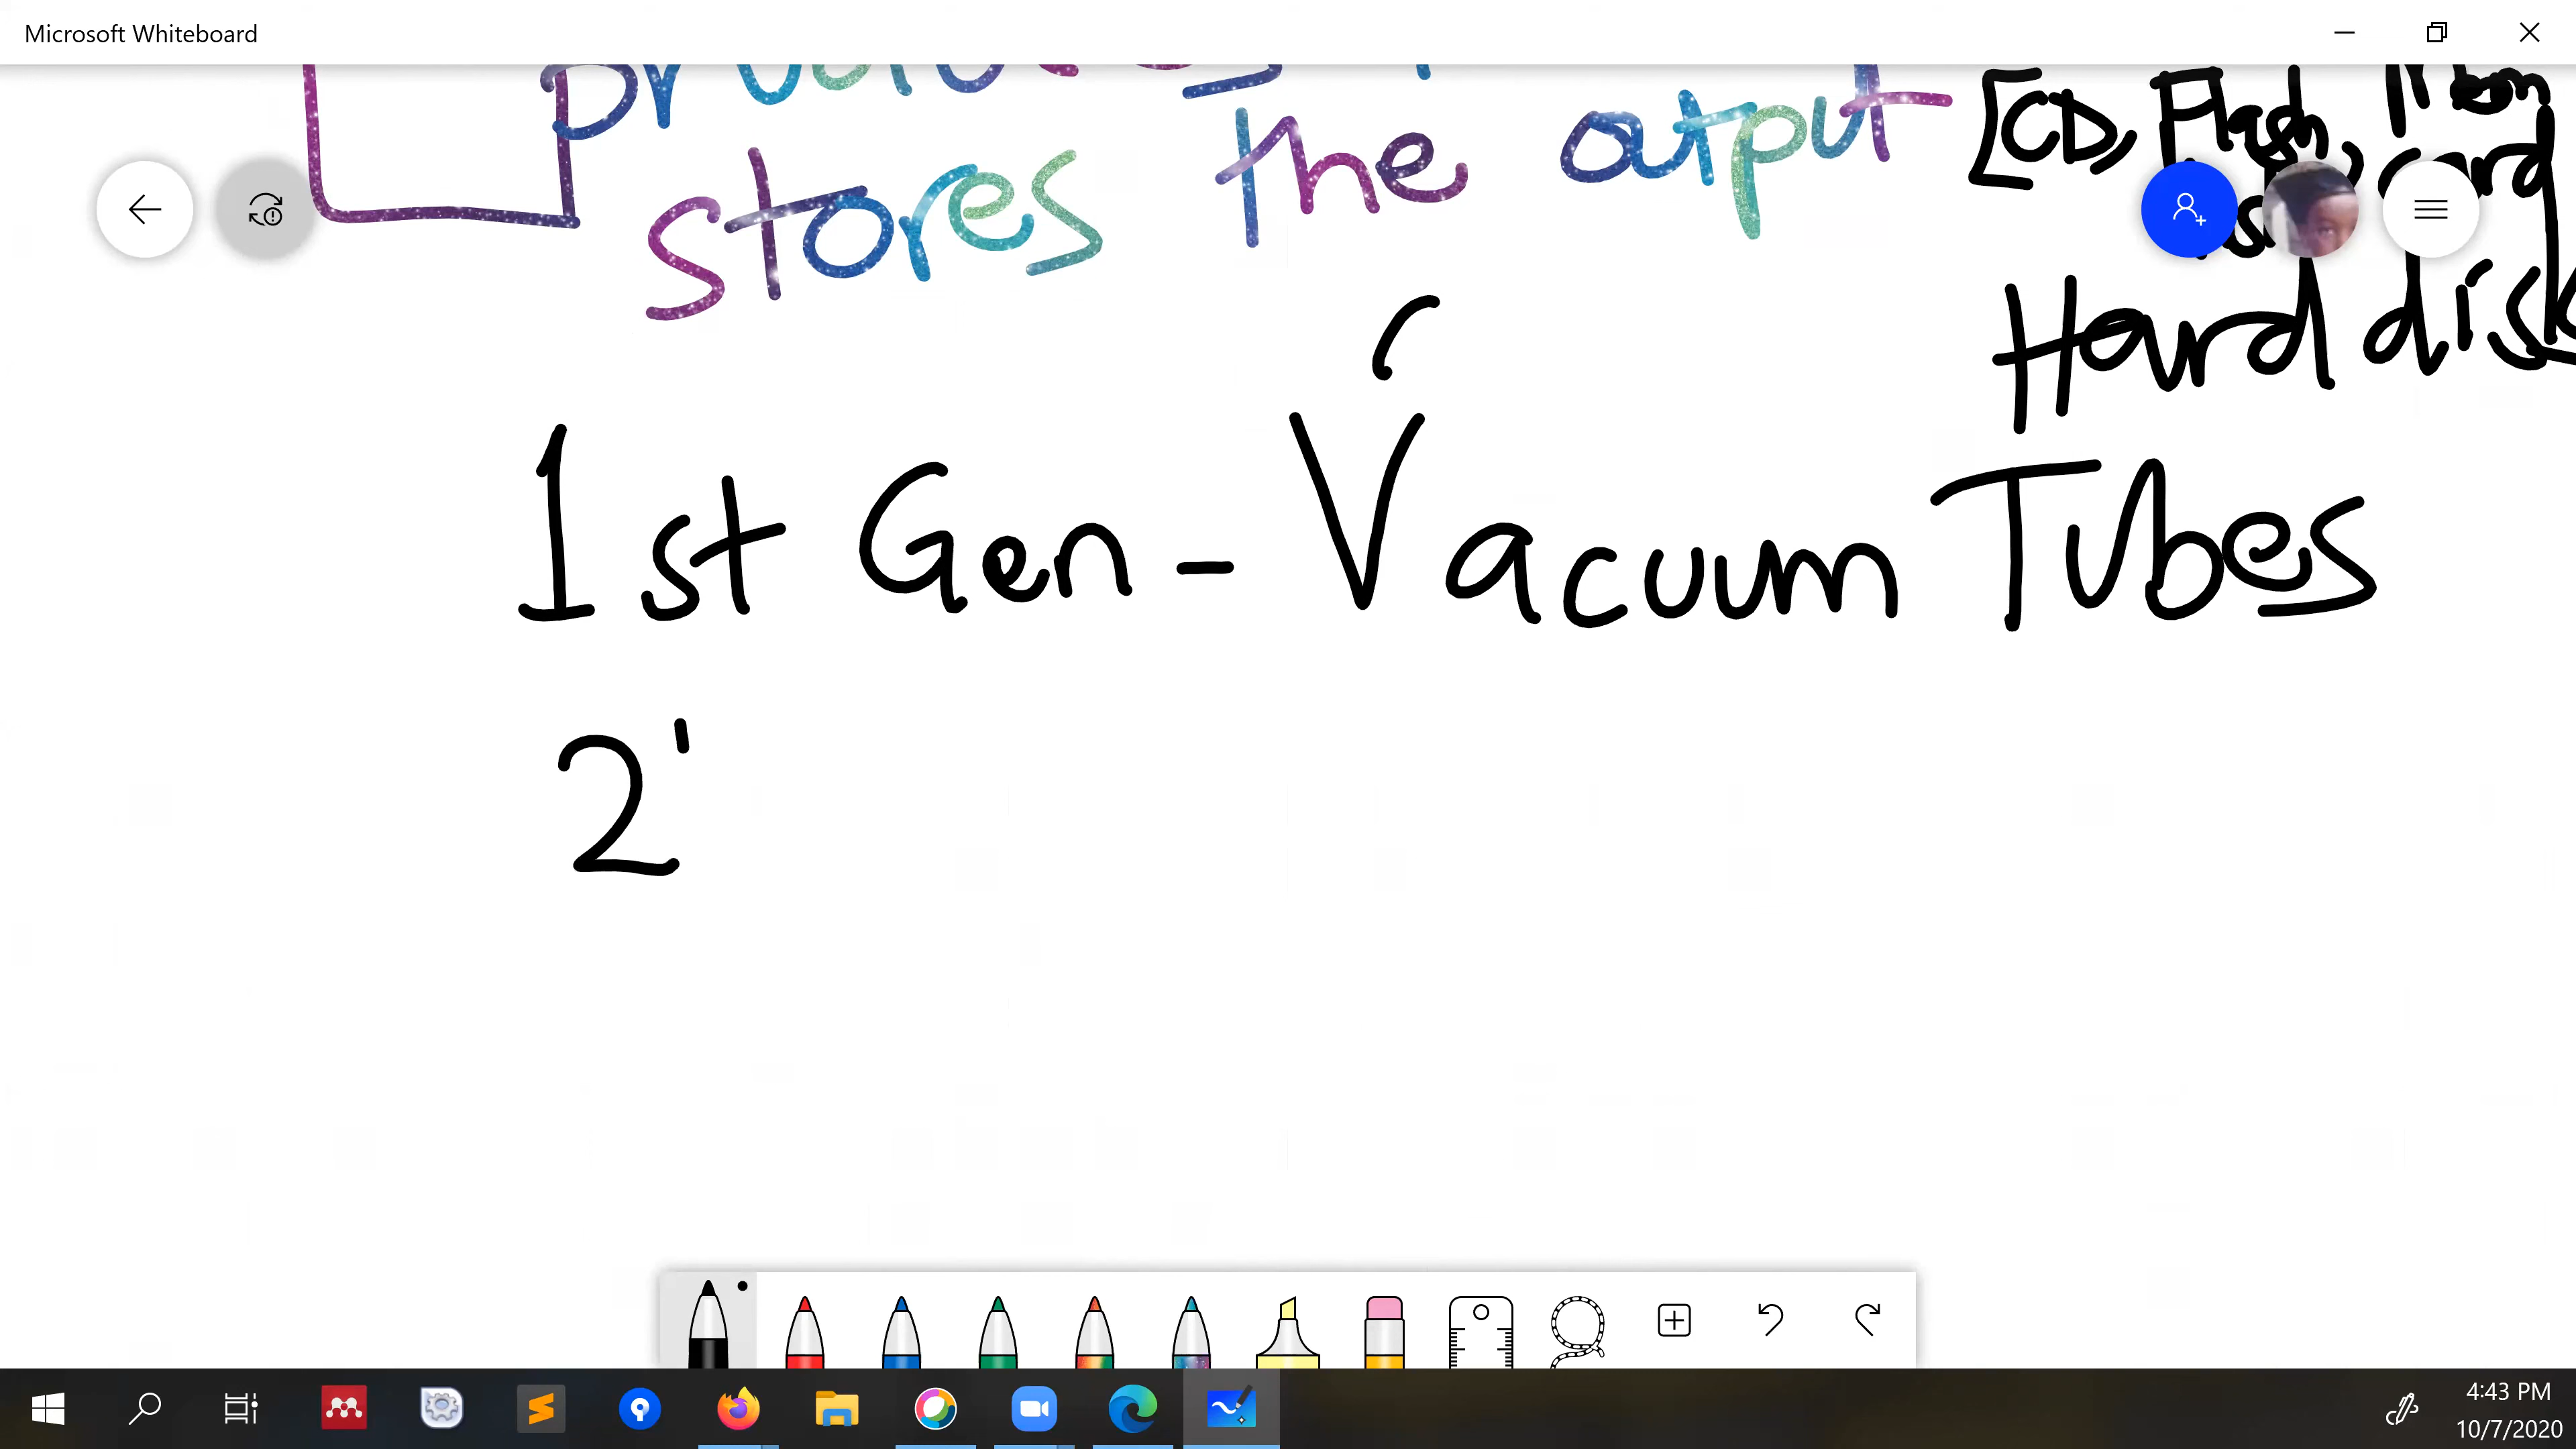 Microsoft Whiteboard
stores the output
[CD, Flash,
Hard disk
1st Gen - Vacuum Tubes
2'
4:43 PM
10/7/2020